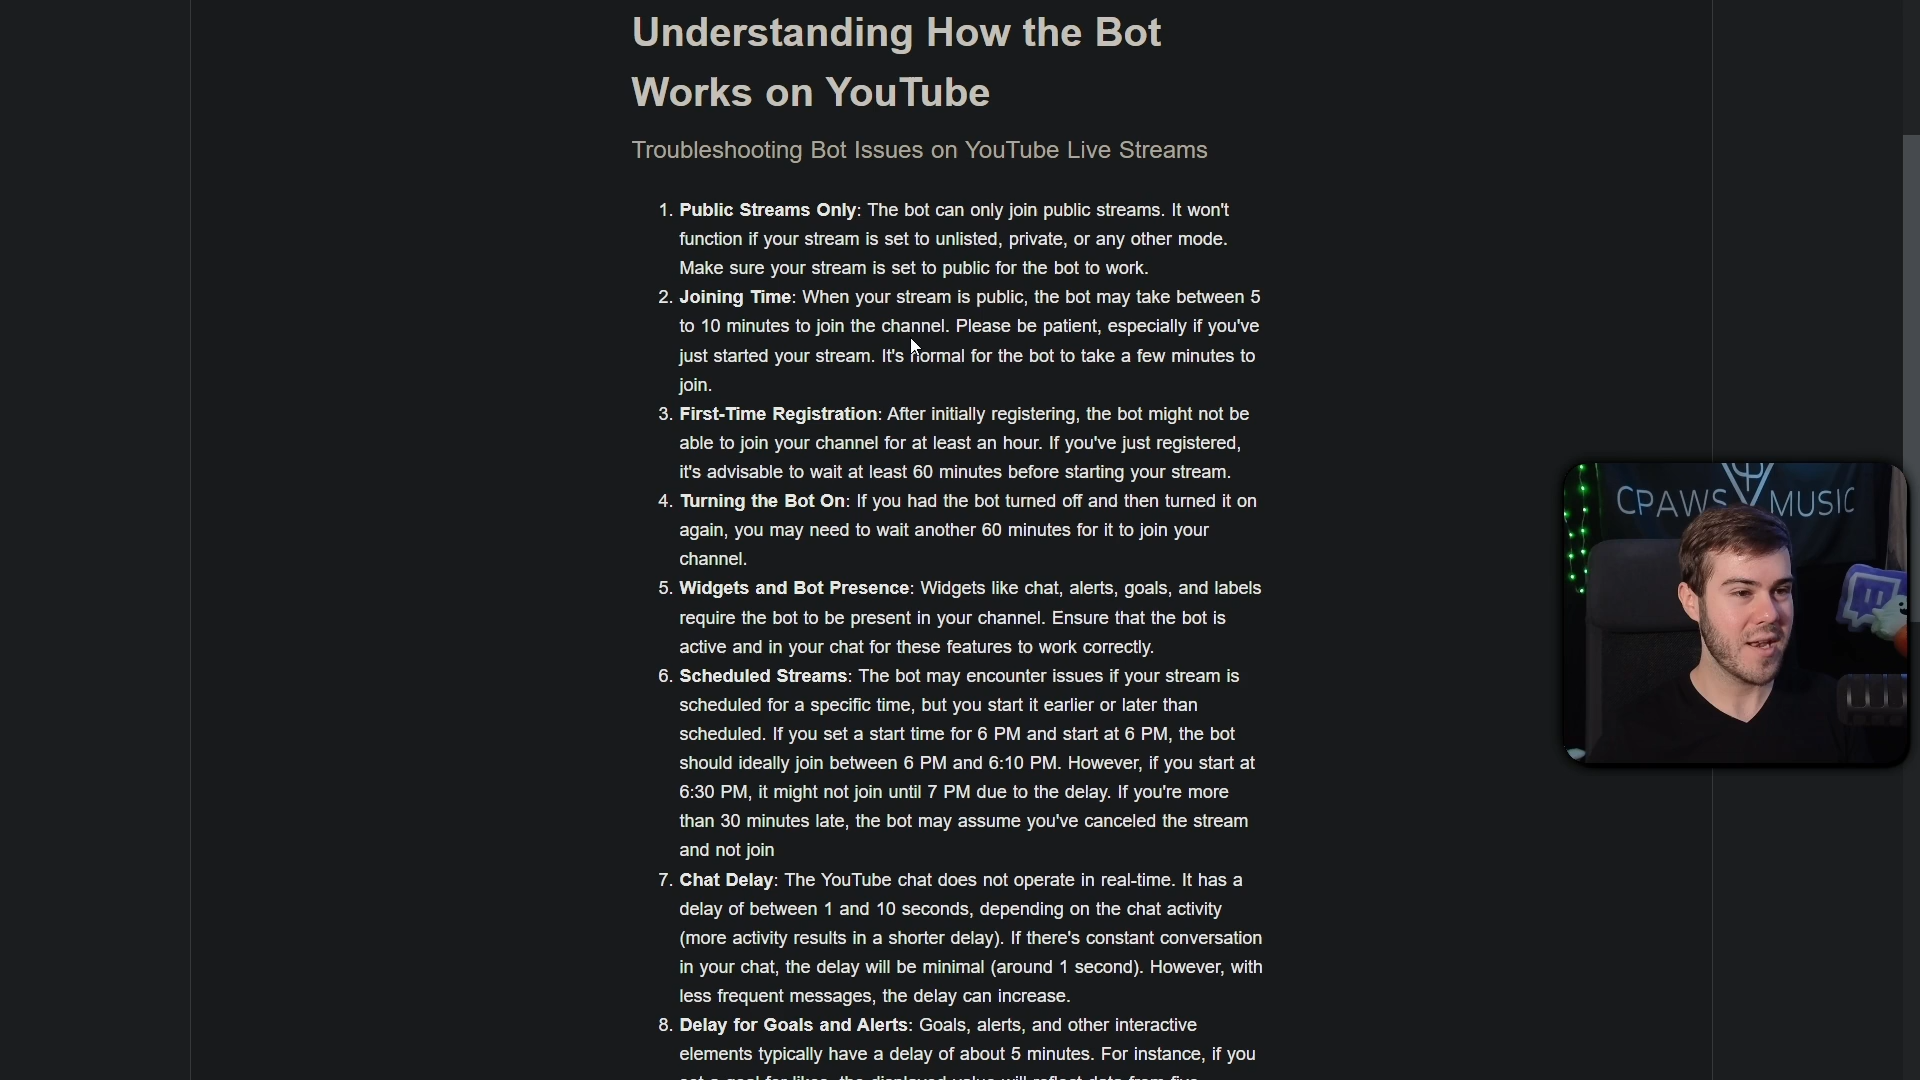 Understanding How the Bot
Works on YouTube
Troubleshooting Bot Issues on YouTube Live Streams
1. Public Streams Only: The bot can only join public streams. It won't
function if your stream is set to unlisted, private, or any other mode.
Make sure your stream is set to public for the bot to work.
2. Joining Time: When your stream is public, the bot may take between 5
to 10 minutes to join the channel. Please be patient, especially if you've
just started your stream. It's normal for the bot to take a few minutes to
join.
3. First-Time Registration: After initially registering, the bot might not be
able to join your channel for at least an hour. If you've just registered,
it's advisable to wait at least 60 minutes before starting your stream.
4. Turning the Bot On: If you had the bot turned off and then turned it on
again, you may need to wait another 60 minutes for it to join your
channel.
5. Widgets and Bot Presence: Widgets like chat, alerts, goals, and labels
require the bot to be present in your channel. Ensure that the bot is
active and in your chat for these features to work correctly.
6. Scheduled Streams: The bot may encounter issues if your stream is
scheduled for a specific time, but you start it earlier or later than
scheduled. If you set a start time for 6 PM and start at 6 PM, the bot
should ideally join between 6 PM and 6:10 PM. However, if you start at
6:30 PM, it might not join until 7 PM due to the delay. If you're more
than 30 minutes late, the bot may assume you've canceled the stream
and not join
7. Chat Delay: The YouTube chat does not operate in real-time. It has a
delay of between 1 and 10 seconds, depending on the chat activity
(more activity results in a shorter delay). If there's constant conversation
in your chat, the delay will be minimal (around 1 second). However, with
less frequent messages, the delay can increase.
8. Delay for Goals and Alerts: Goals, alerts, and other interactive
elements typically have a delay of about 5 minutes. For instance, if you
CPAWS MUSIC